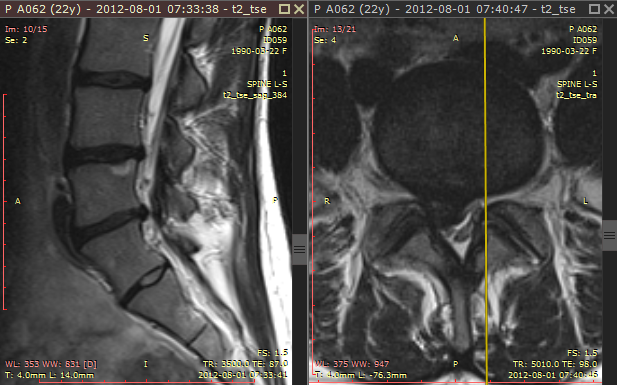 P A062 (22y) - 2012-08-01 07:33:38 - t2_tse
Im: 10/15
Se: 2
S
P A062
ID059
1990-03-22 F
1
SPINE L-S
t2_tse_sag_384
A
P
WL: 353 WW: 831 [D]
T: 4.0mm L: 14.0mm
I
FS: 1.5
TR: 3500.0 TE: 87.0
2012-08-01 07:33:41
P A062 (22y) - 2012-08-01 07:40:47 - t2_tse
Im: 13/21
Se: 4
A
P A062
ID059
1990-03-22 F
1
SPINE L-S
t2_tse_tra
R
L
WL: 375 WW: 947
T: 4.0mm L: -76.3mm
P
FS: 1.5
TR: 5010.0 TE: 98.0
2012-08-01 07:40:46